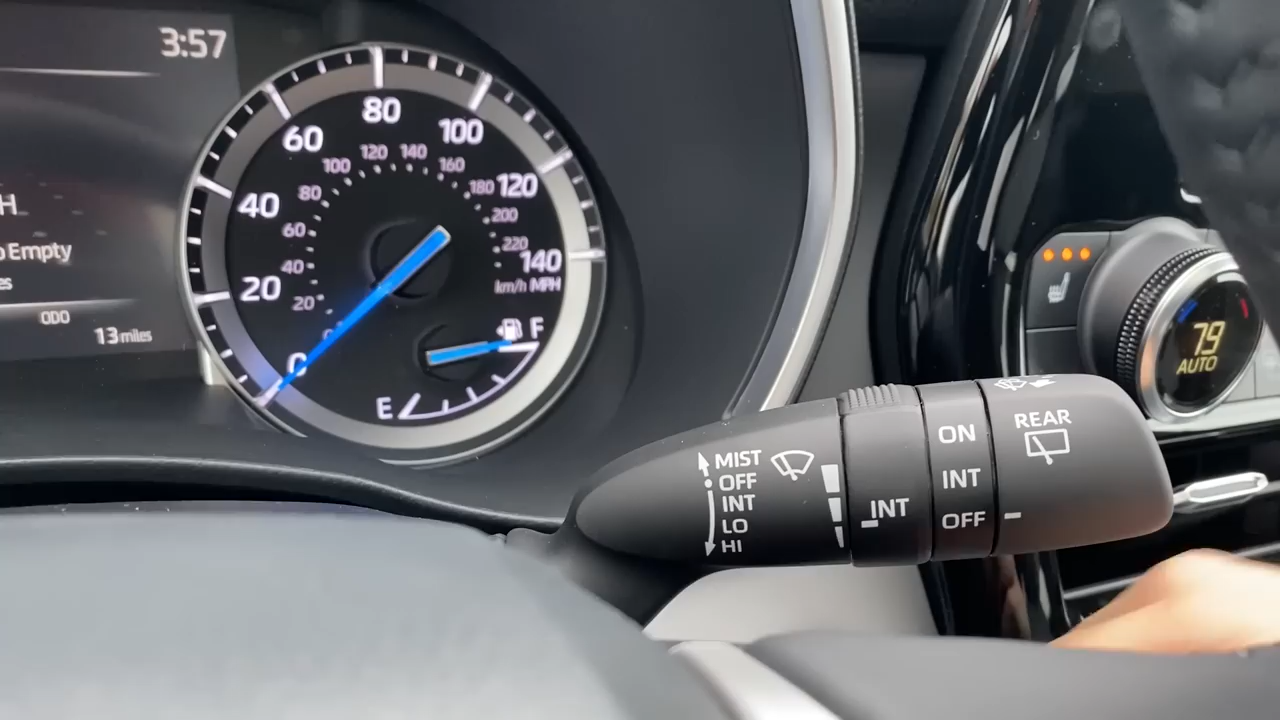 3:57
H
Empty
es
ODO
13 miles
0
20
40
60
80
100
120
140
20
40
60
80
100
120
140
160
180
200
220
km/h MPH
F
E
79
AUTO
MIST
OFF
INT
LO
HI
INT
ON
INT
OFF
REAR